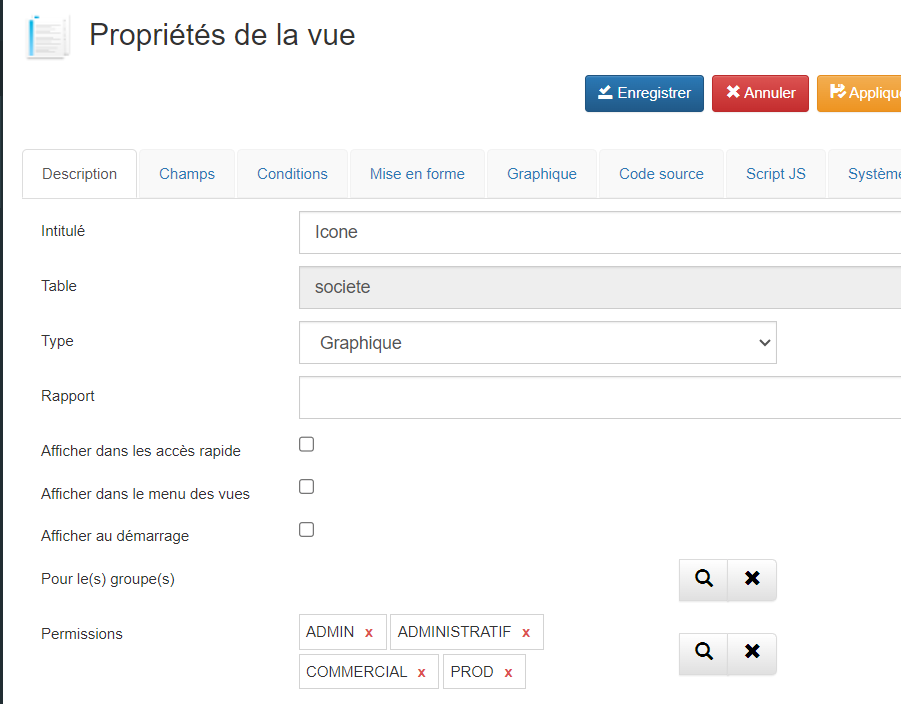 Propriétés de la vue
Enregistrer Annuler Applique
Description Champs Conditions Mise en forme Graphique Code source Script JS Système
Intitulé Icone
Table societe
Type Graphique
Rapport
Afficher dans les accès rapide
Afficher dans le menu des vues
Afficher au démarrage
Pour le(s) groupe(s)
Permissions ADMIN x ADMINISTRATIF x
COMMERCIAL x PROD x